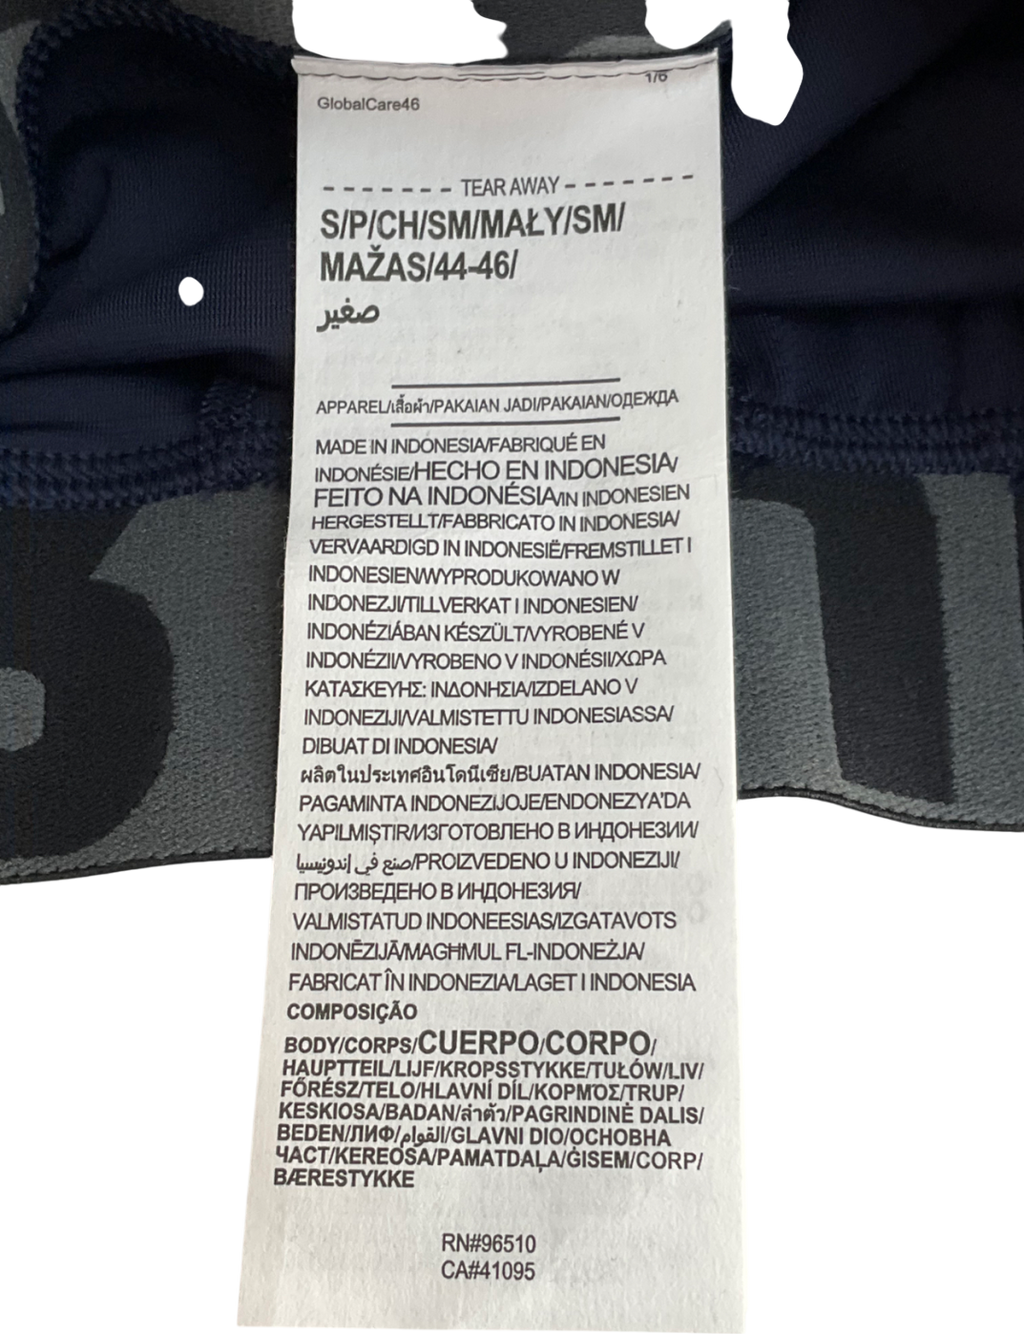 1/6
GlobalCare46
TEAR AWAY
S/P/CH/SM/MAŁY/SM/
MAŽAS/44-46/
صغير
APPAREL/เสื้อผ้า/PAKAIAN JADI/PAKAIAN/ОДЕЖДА
MADE IN INDONESIA/FABRIQUÉ EN
INDONÉSIE/HECHO EN INDONESIA/
FEITO NA INDONÉSIA/IN INDONESIEN
HERGESTELLT/FABBRICATO IN INDONESIA/
VERVAARDIGD IN INDONESIË/FREMSTILLET I
INDONESIEN/WYPRODUKOWANO W
INDONEZJI/TILLVERKAT I INDONESIEN/
INDONÉZIÁBAN KÉSZÜLT/VYROBENÉ V
INDONÉZII/VYROBENO V INDONÉSII/ΧΩΡΑ
ΚΑΤΑΣΚΕΥΗΣ: ΙΝΔΟΝΗΣΙΑ/IZDELANO V
INDONEZIJI/VALMISTETTU INDONESIASSA/
DIBUAT DI INDONESIA/
ผลิตในประเทศอินโดนีเซีย/BUATAN INDONESIA/
PAGAMINTA INDONEZIJOJE/ENDONEZYA'DA
YAPILMIŞTIR/ИЗГОТОВЛЕНО В ИНДОНЕЗИИ/
صنع في إندونيسيا/PROIZVEDENO U INDONEZIJI/
ПРОИЗВЕДЕНО В ИНДОНЕЗИЯ/
VALMISTATUD INDONEESIAS/IZGATAVOTS
INDONĒZIJĀ/MAGĦMUL FL-INDONEŻJA/
FABRICAT ÎN INDONEZIA/LAGET I INDONESIA
COMPOSIÇÃO
BODY/CORPS/CUERPO/CORPO/
HAUPTTEIL/LIJF/KROPSSTYKKE/TUŁÓW/LIV/
FŐRÉSZ/TELO/HLAVNÍ DÍL/ΚΟΡΜΌΣ/TRUP/
KESKIOSA/BADAN/ลำตัว/PAGRINDINĖ DALIS/
BEDEN/ЛИФ/القوام/GLAVNI DIO/ОСНОВНА
ЧАСТ/KEREOSA/PAMATDAĻA/ĠISEM/CORP/
BÆRESTYKKE
RN#96510
CA#41095